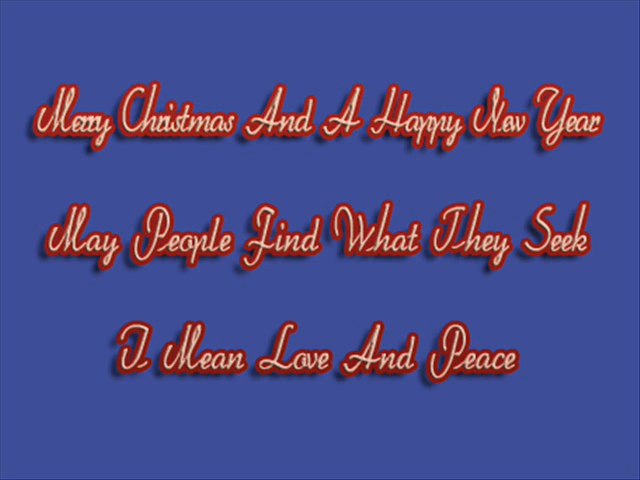 Merry Christmas And A Happy New Year
May People Find What They Seek
I Mean Love And Peace